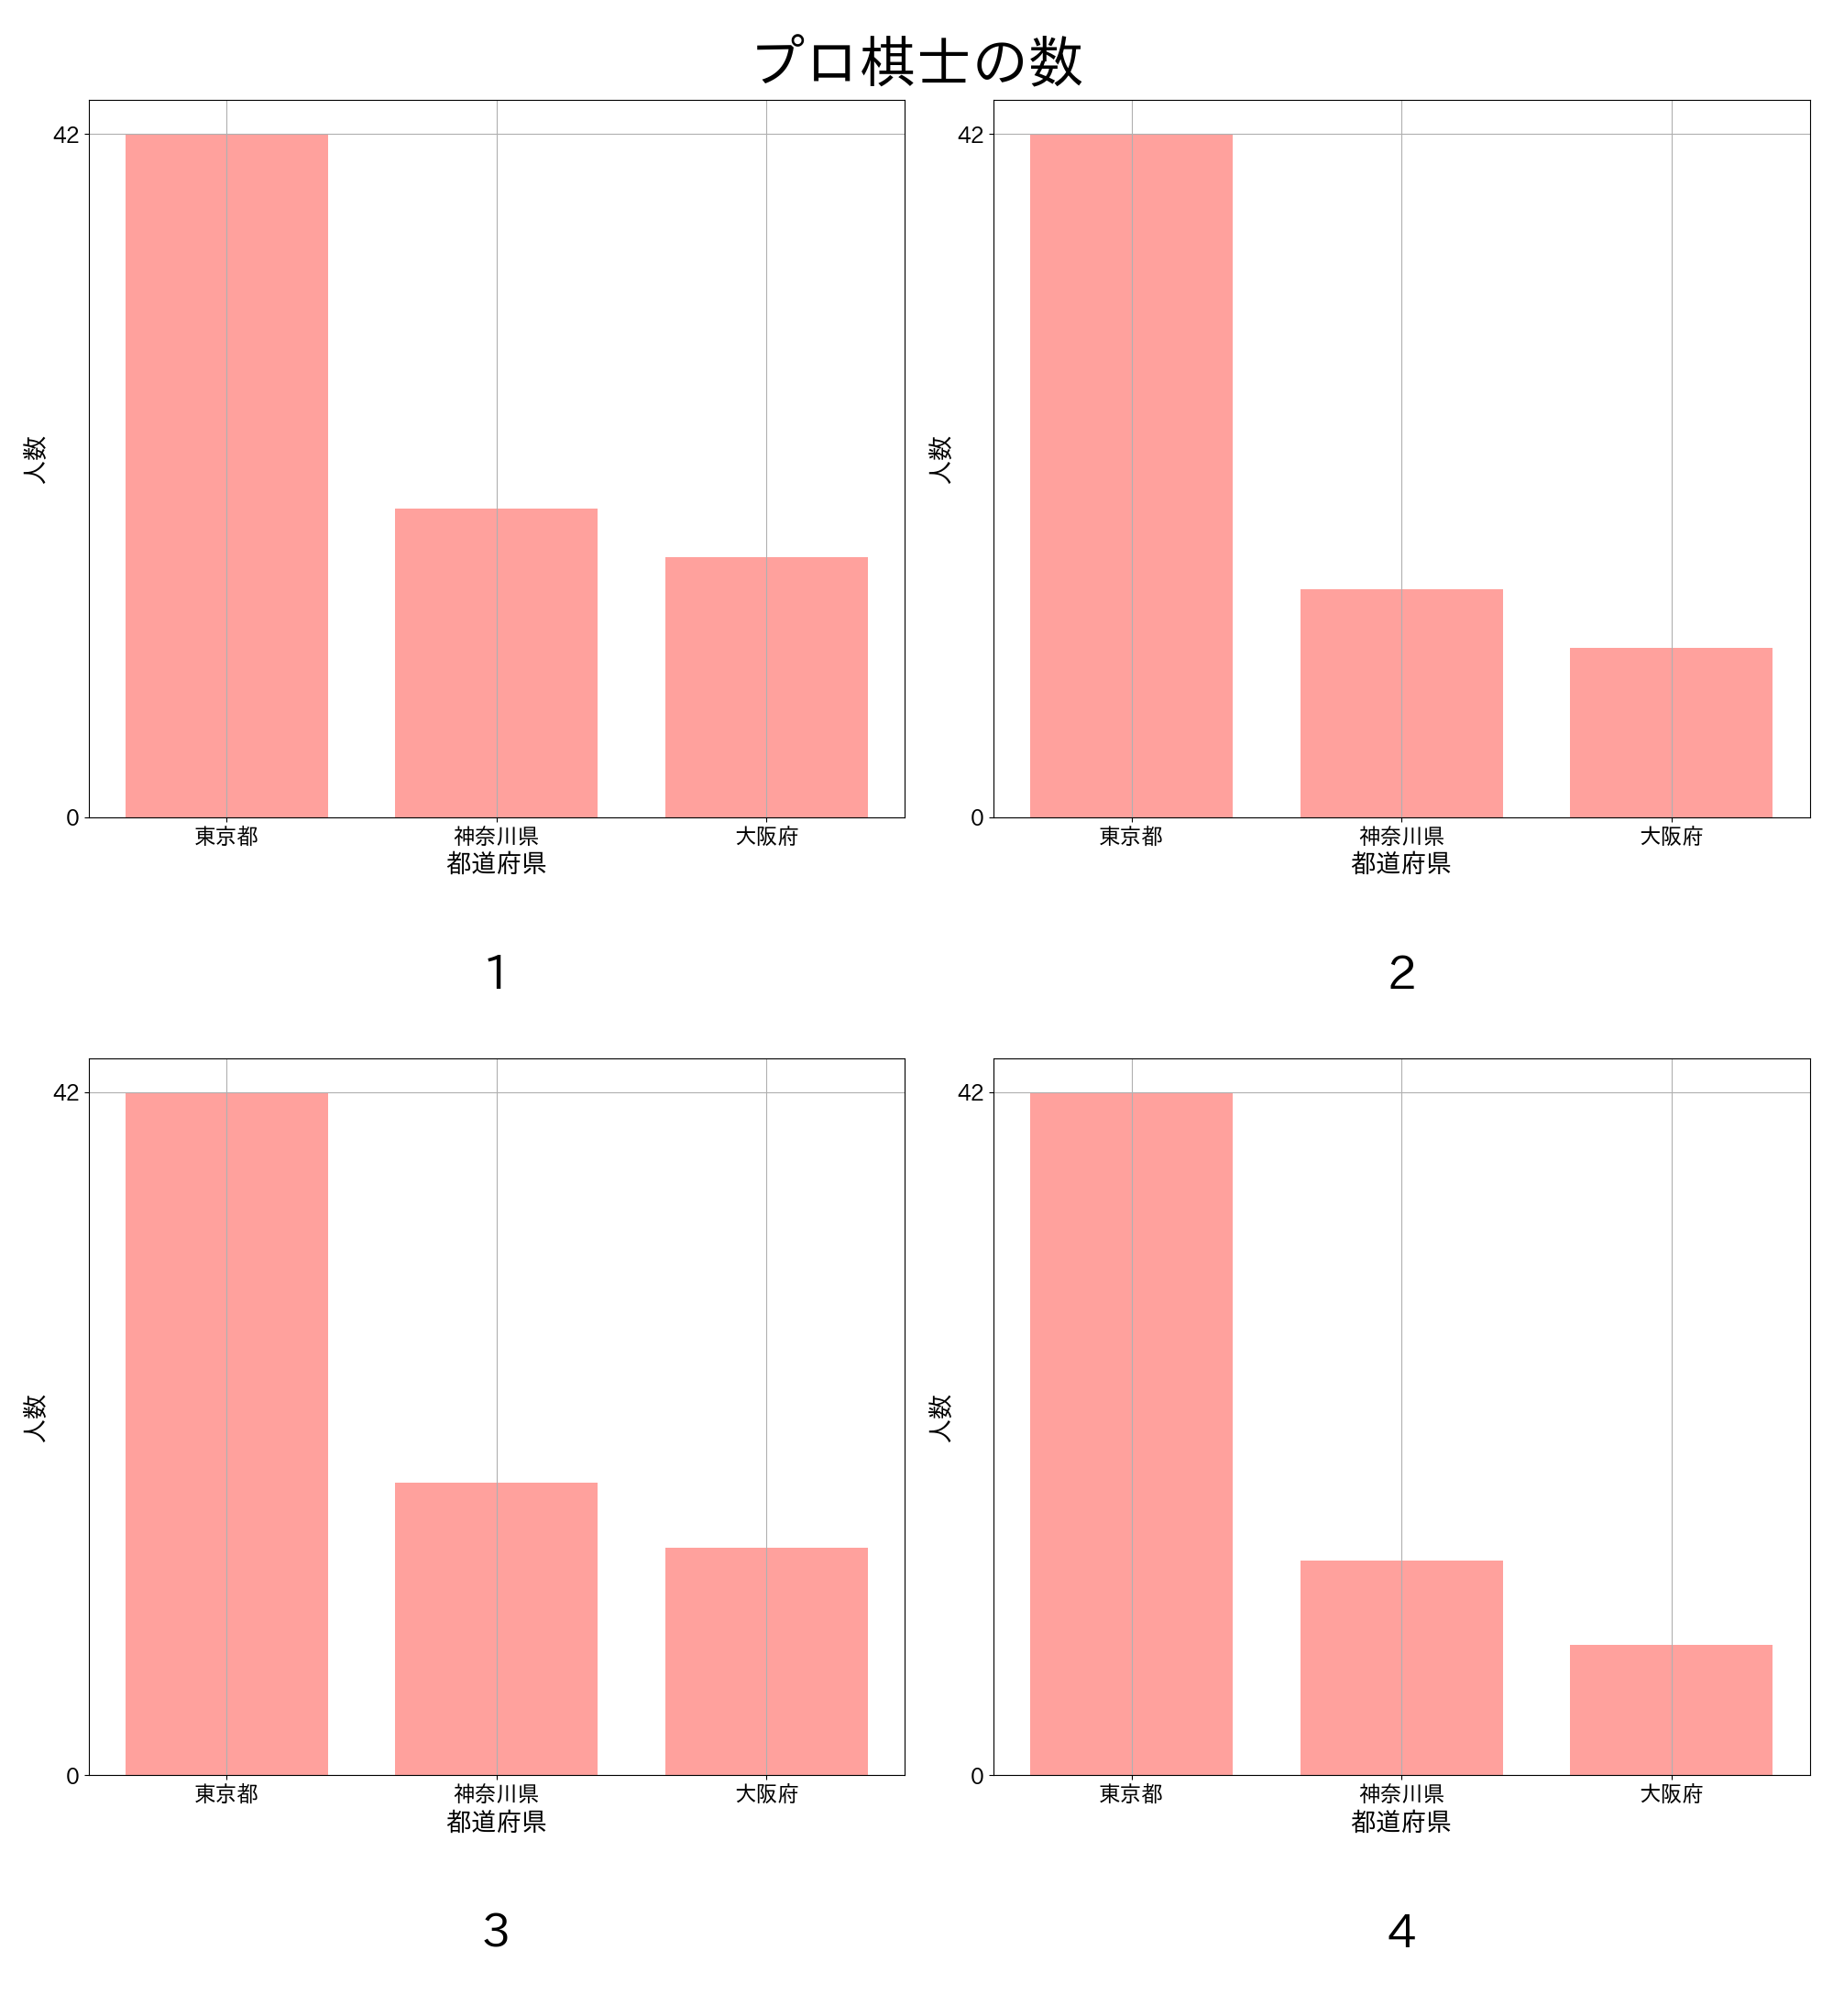 プロ棋士の数
42
人数
0
東京都 神奈川県 大阪府
都道府県
1
42
人数
0
東京都 神奈川県 大阪府
都道府県
2
42
人数
0
東京都 神奈川県 大阪府
都道府県
3
42
人数
0
東京都 神奈川県 大阪府
都道府県
4